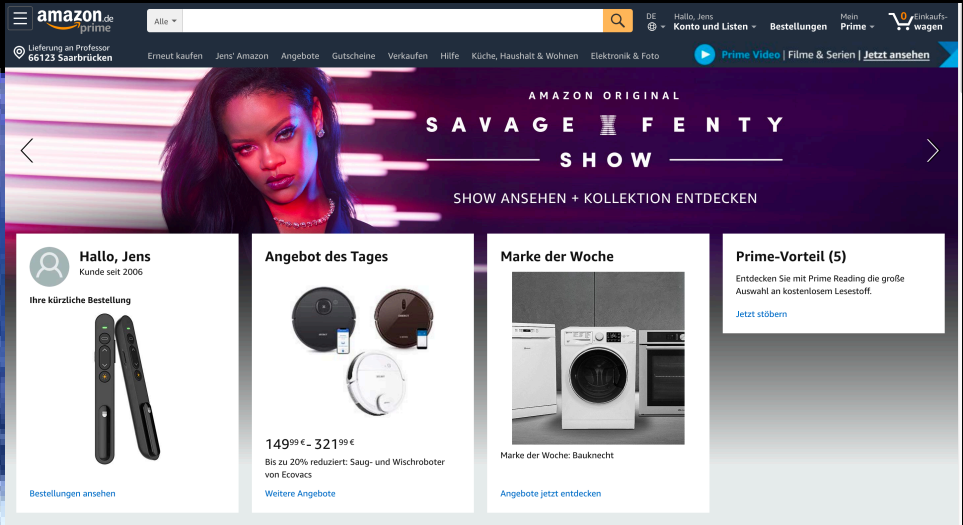 amazon.de
prime
Alle
DE
Hallo, Jens
Konto und Listen
Bestellungen
Mein
Prime
0
Einkaufs-
wagen
Lieferung an Professor
66123 Saarbrücken
Erneut kaufen Jens' Amazon Angebote Gutscheine Verkaufen Hilfe Küche, Haushalt & Wohnen Elektronik & Foto
Prime Video | Filme & Serien | Jetzt ansehen
AMAZON ORIGINAL
SAVAGE X FENTY
SHOW
SHOW ANSEHEN + KOLLEKTION ENTDECKEN
Hallo, Jens
Kunde seit 2006
Ihre kürzliche Bestellung
Bestellungen ansehen
Angebot des Tages
14999 € - 32199 €
Bis zu 20% reduziert: Saug- und Wischroboter
von Ecovacs
Weitere Angebote
Marke der Woche
Marke der Woche: Bauknecht
Angebote jetzt entdecken
Prime-Vorteil (5)
Entdecken Sie mit Prime Reading die große
Auswahl an kostenlosem Lesestoff.
Jetzt stöbern